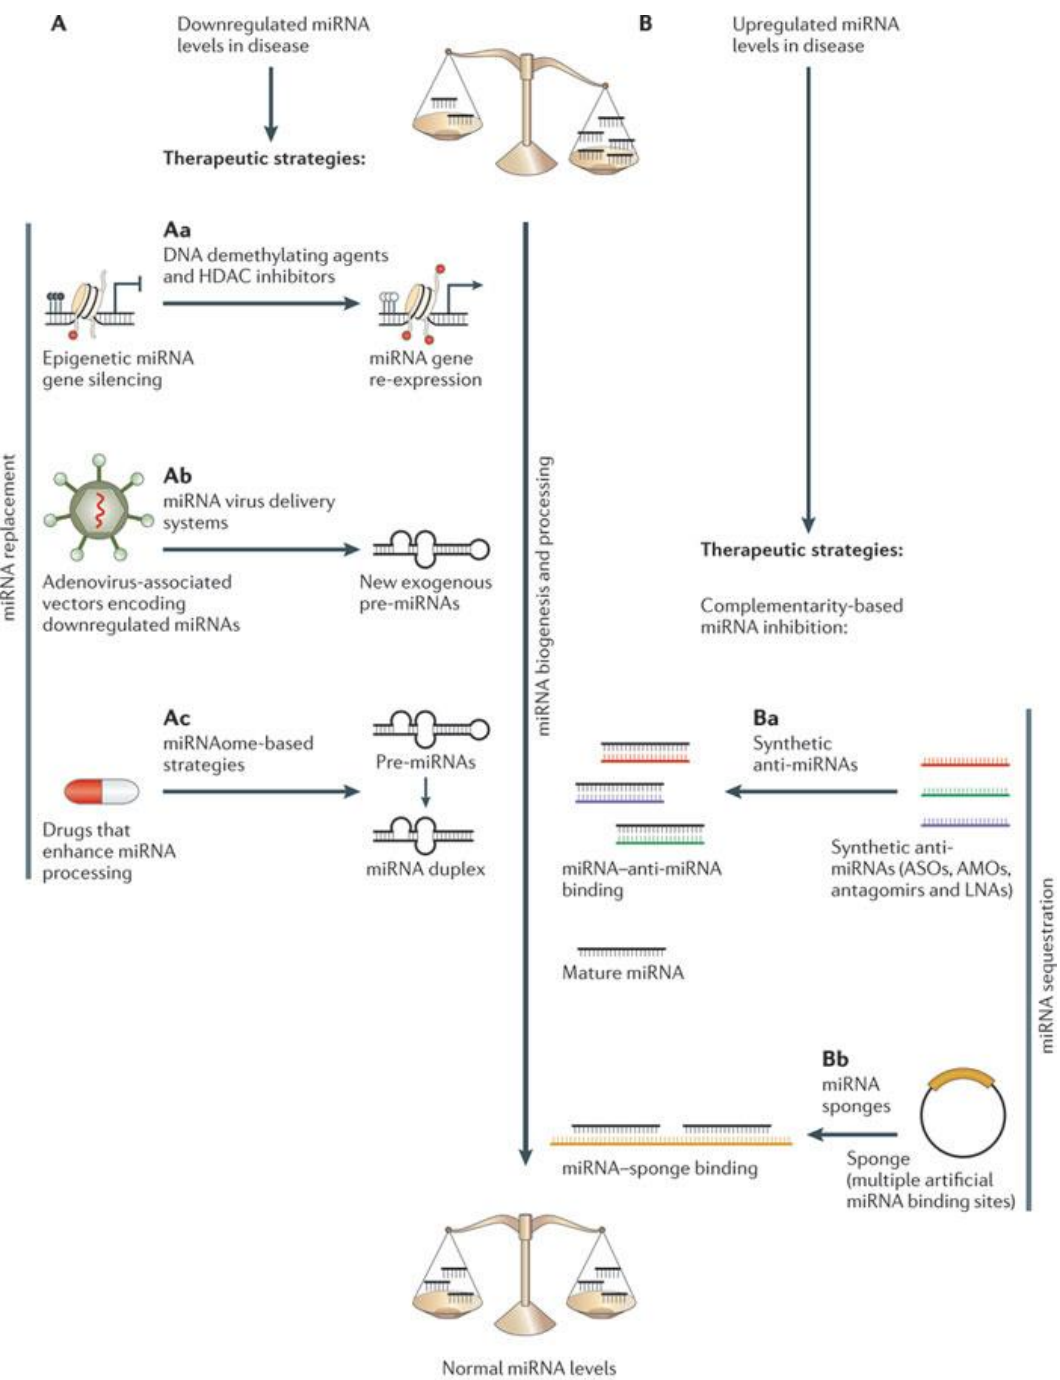 A
Downregulated miRNA
levels in disease
Therapeutic strategies:
B
Upregulated miRNA
levels in disease
miRNA replacement
Aa
DNA demethylating agents
and HDAC inhibitors
Epigenetic miRNA
gene silencing
miRNA gene
re-expression
Ab
miRNA virus delivery
systems
Adenovirus-associated
vectors encoding
downregulated miRNAs
New exogenous
pre-miRNAs
Ac
miRNAome-based
strategies
Drugs that
enhance miRNA
processing
Pre-miRNAs
miRNA duplex
miRNA biogenesis and processing
Therapeutic strategies:
Complementarity-based
miRNA inhibition:
Ba
Synthetic
anti-miRNAs
Synthetic anti-
miRNAs (ASOs, AMOs,
antagomirs and LNAs)
miRNA–anti-miRNA
binding
Mature miRNA
Bb
miRNA
sponges
Sponge
(multiple artificial
miRNA binding sites)
miRNA–sponge binding
miRNA sequestration
Normal miRNA levels